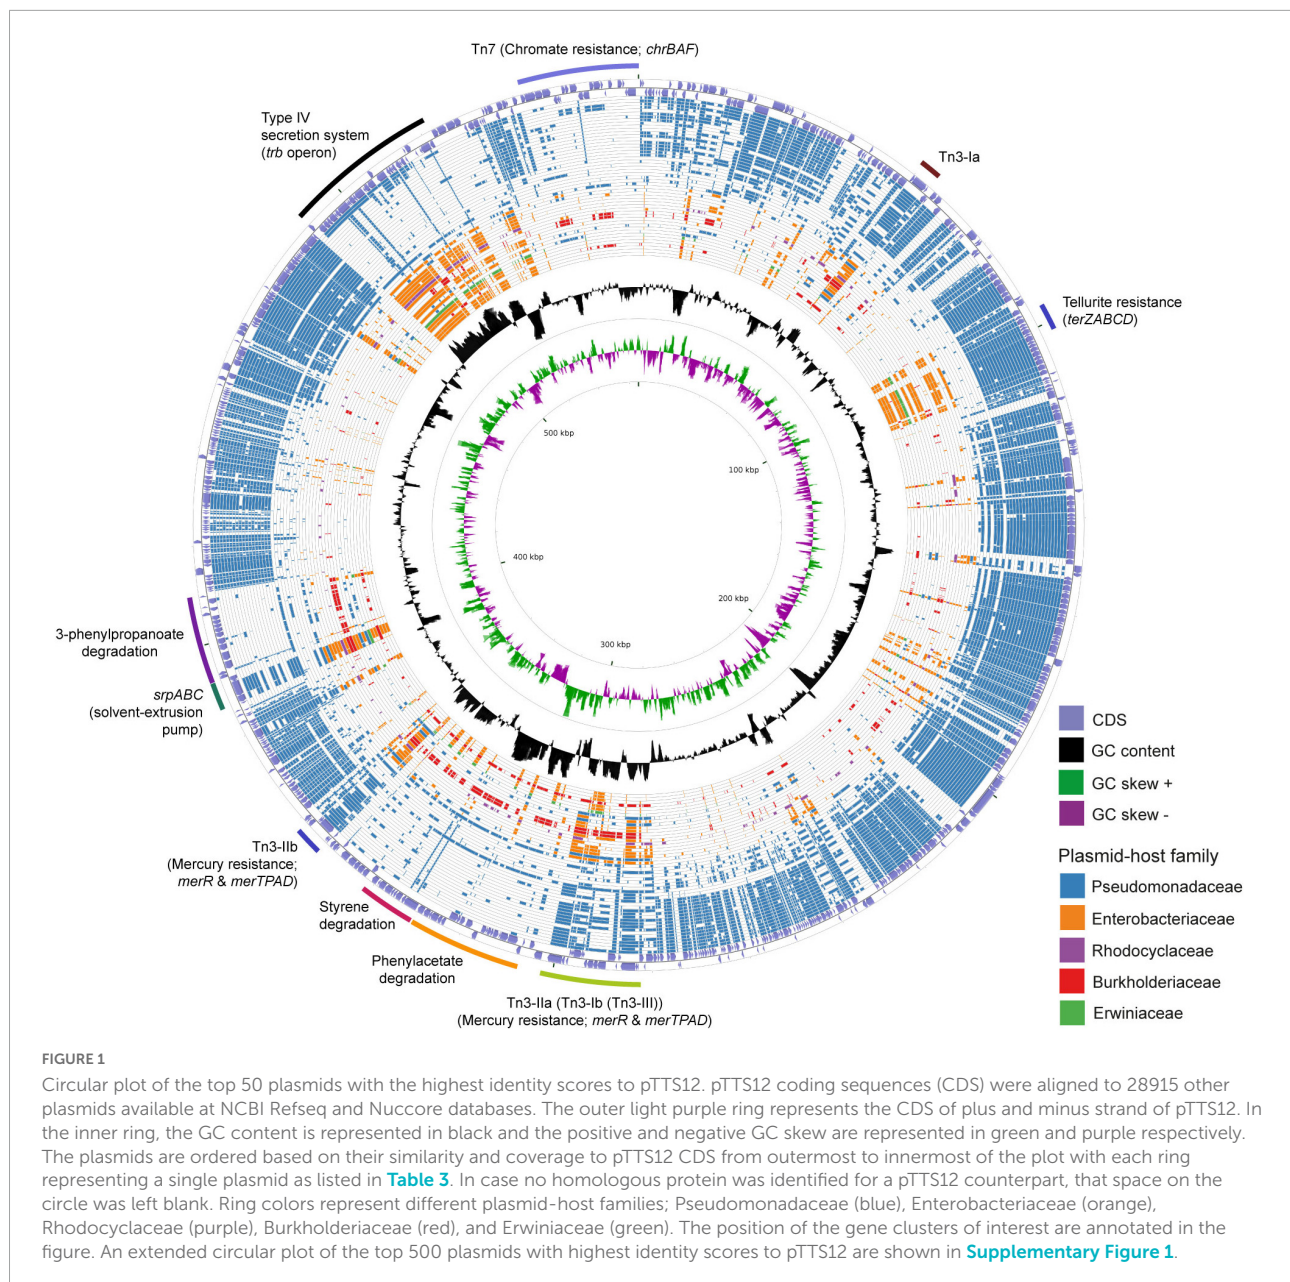 Tn7 (Chromate resistance; chrBAF)
Type IV
secretion system
(trb operon)
Tn3-Ia
Tellurite resistance
(terZABCD)
500 kbp
100 kbp
400 kbp
200 kbp
300 kbp
3-phenylpropanoate
degradation
srpABC
(solvent-extrusion
pump)
Tn3-IIb
(Mercury resistance;
merR & merTPAD)
Styrene
degradation
Phenylacetate
degradation
Tn3-IIa (Tn3-Ib (Tn3-III))
(Mercury resistance; merR & merTPAD)
CDS
GC content
GC skew +
GC skew -
Plasmid-host family
Pseudomonadaceae
Enterobacteriaceae
Rhodocyclaceae
Burkholderiaceae
Erwiniaceae
FIGURE 1
Circular plot of the top 50 plasmids with the highest identity scores to pTTS12. pTTS12 coding sequences (CDS) were aligned to 28915 other
plasmids available at NCBI Refseq and Nuccore databases. The outer light purple ring represents the CDS of plus and minus strand of pTTS12. In
the inner ring, the GC content is represented in black and the positive and negative GC skew are represented in green and purple respectively.
The plasmids are ordered based on their similarity and coverage to pTTS12 CDS from outermost to innermost of the plot with each ring
representing a single plasmid as listed in Table 3. In case no homologous protein was identified for a pTTS12 counterpart, that space on the
circle was left blank. Ring colors represent different plasmid-host families; Pseudomonadaceae (blue), Enterobacteriaceae (orange),
Rhodocyclaceae (purple), Burkholderiaceae (red), and Erwiniaceae (green). The position of the gene clusters of interest are annotated in the
figure. An extended circular plot of the top 500 plasmids with highest identity scores to pTTS12 are shown in Supplementary Figure 1.